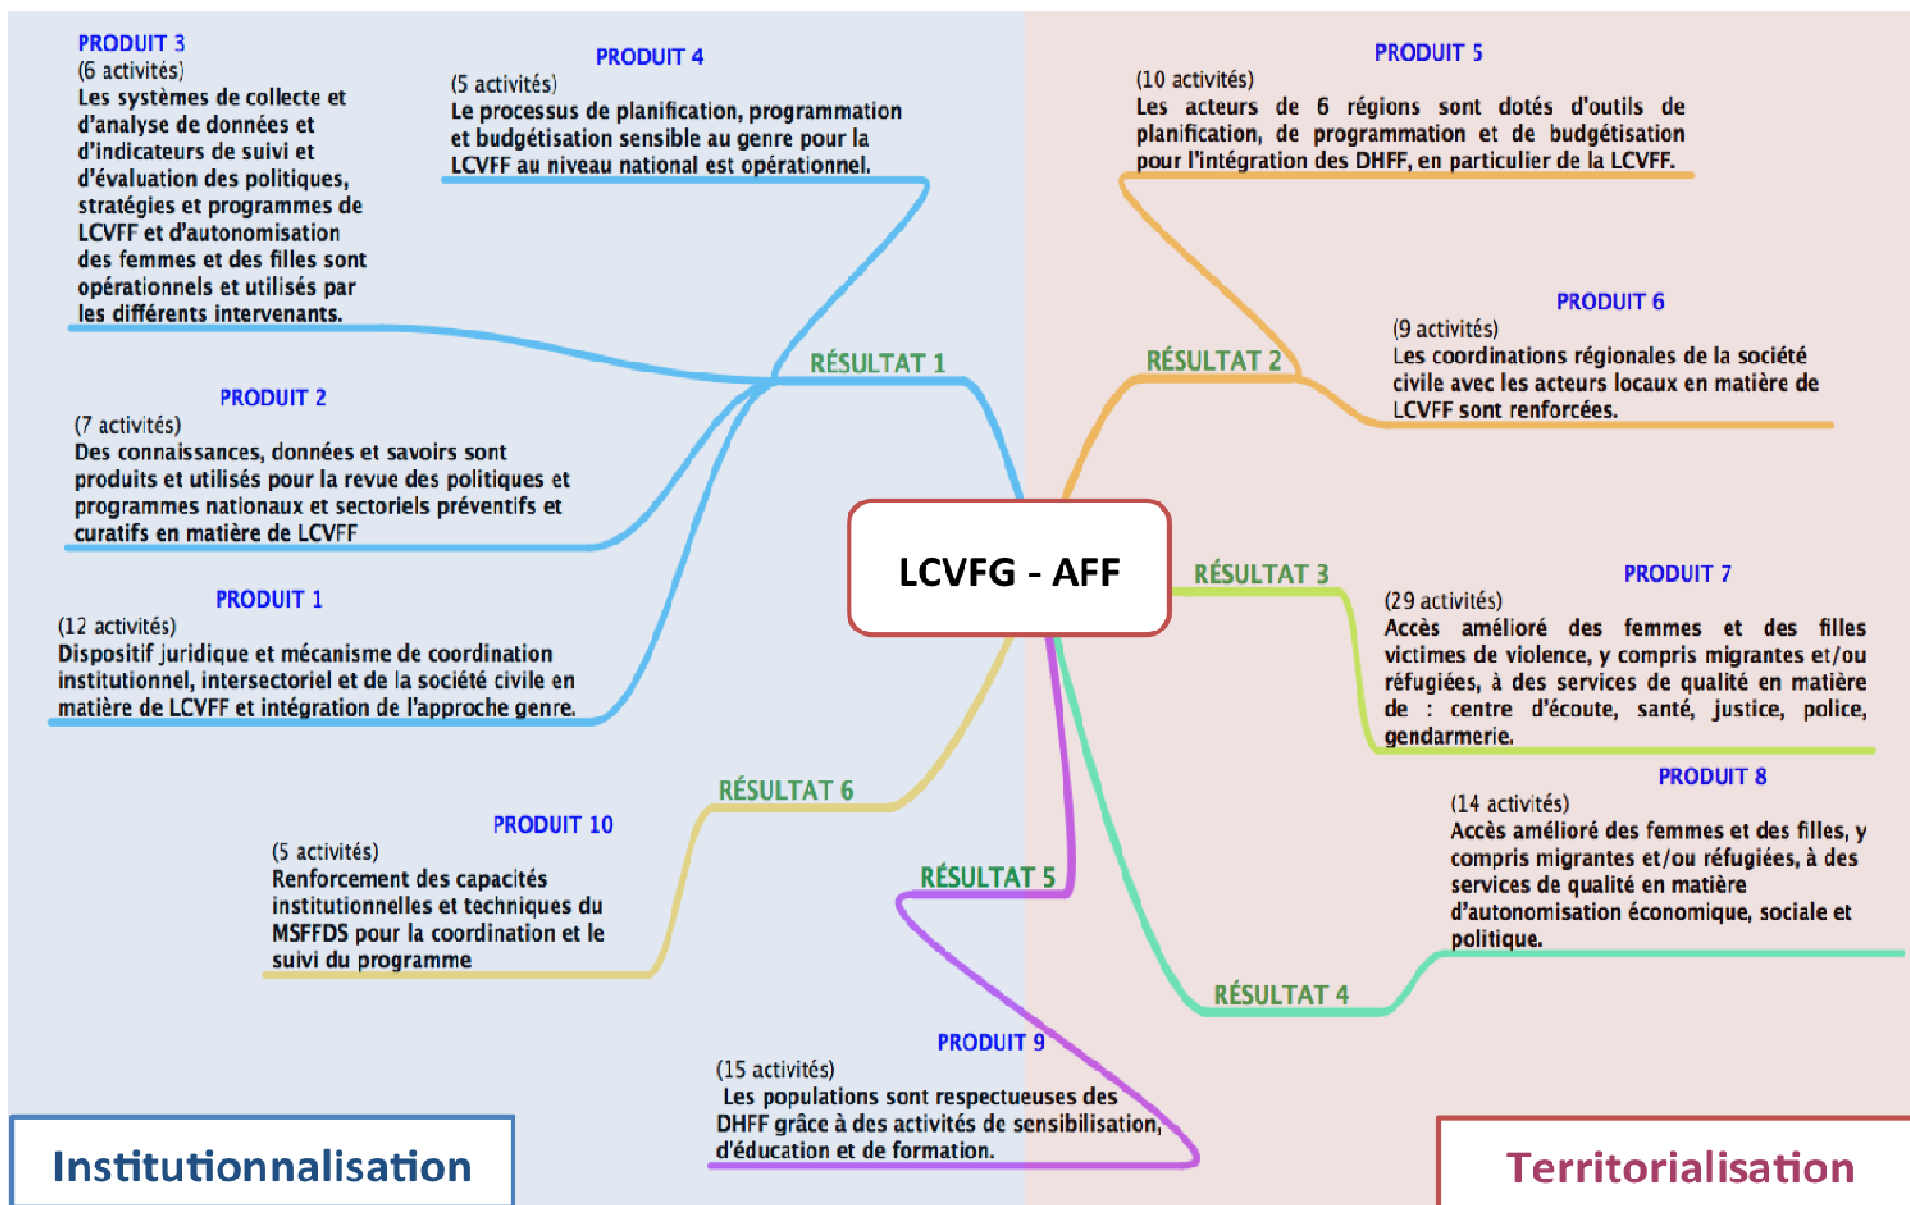 PRODUIT 3
(6 activités)
Les systèmes de collecte et
d'analyse de données et
d'indicateurs de suivi et
d'évaluation des politiques,
stratégies et programmes de
LCVFF et d'autonomisation
des femmes et des filles sont
opérationnels et utilisés par
les différents intervenants.
PRODUIT 4
(5 activités)
Le processus de planification, programmation
et budgétisation sensible au genre pour la
LCVFF au niveau national est opérationnel.
PRODUIT 5
(10 activités)
Les acteurs de 6 régions sont dotés d'outils de
planification, de programmation et de budgétisation
pour l'intégration des DHFF, en particulier de la LCVFF.
PRODUIT 6
(9 activités)
Les coordinations régionales de la société
civile avec les acteurs locaux en matière de
LCVFF sont renforcées.
RÉSULTAT 1
RÉSULTAT 2
PRODUIT 2
(7 activités)
Des connaissances, données et savoirs sont
produits et utilisés pour la revue des politiques et
programmes nationaux et sectoriels préventifs et
curatifs en matière de LCVFF
LCVFG - AFF
RÉSULTAT 3
PRODUIT 7
(29 activités)
Accès amélioré des femmes et des filles
victimes de violence, y compris migrantes et/ou
réfugiées, à des services de qualité en matière
de : centre d'écoute, santé, justice, police,
gendarmerie.
PRODUIT 1
(12 activités)
Dispositif juridique et mécanisme de coordination
institutionnel, intersectoriel et de la société civile en
matière de LCVFF et intégration de l'approche genre.
PRODUIT 8
(14 activités)
Accès amélioré des femmes et des filles, y
compris migrantes et/ou réfugiées, à des
services de qualité en matière
d'autonomisation économique, sociale et
politique.
RÉSULTAT 6
PRODUIT 10
(5 activités)
Renforcement des capacités
institutionnelles et techniques du
MSFFDS pour la coordination et le
suivi du programme
RÉSULTAT 5
RÉSULTAT 4
PRODUIT 9
(15 activités)
Les populations sont respectueuses des
DHFF grâce à des activités de sensibilisation,
d'éducation et de formation.
Institutionnalisation
Territorialisation